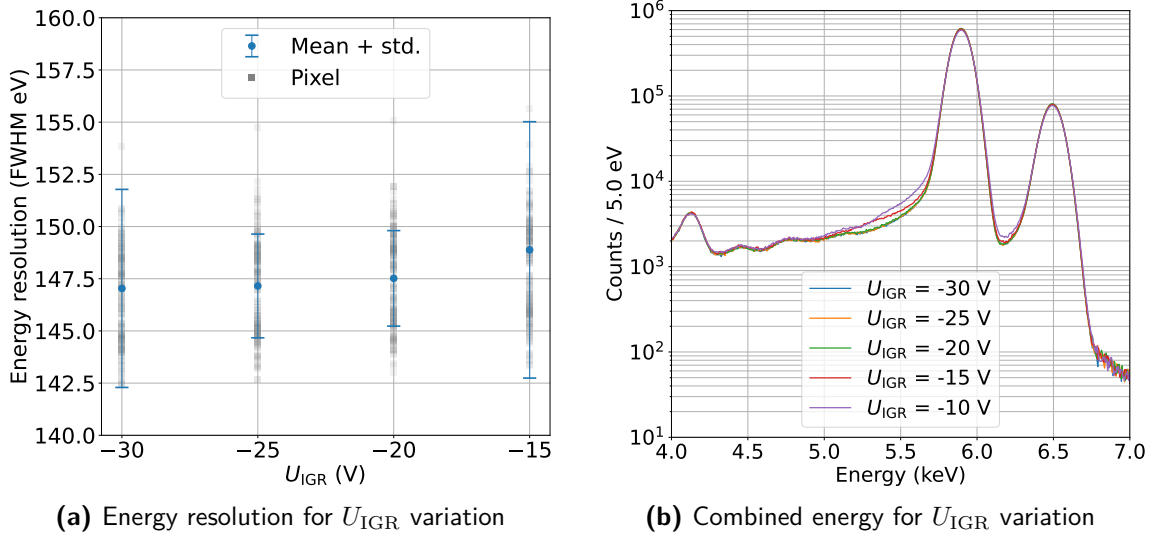 160.0
157.5
155.0
152.5
150.0
147.5
145.0
142.5
140.0
Energy resolution (FWHM eV)
Mean + std.
Pixel
−30
−25
−20
−15
U_IGR (V)
(a) Energy resolution for U_IGR variation
10^6
10^5
10^4
10^3
10^2
10^1
Counts / 5.0 eV
U_IGR = -30 V
U_IGR = -25 V
U_IGR = -20 V
U_IGR = -15 V
U_IGR = -10 V
4.0
4.5
5.0
5.5
6.0
6.5
7.0
Energy (keV)
(b) Combined energy for U_IGR variation